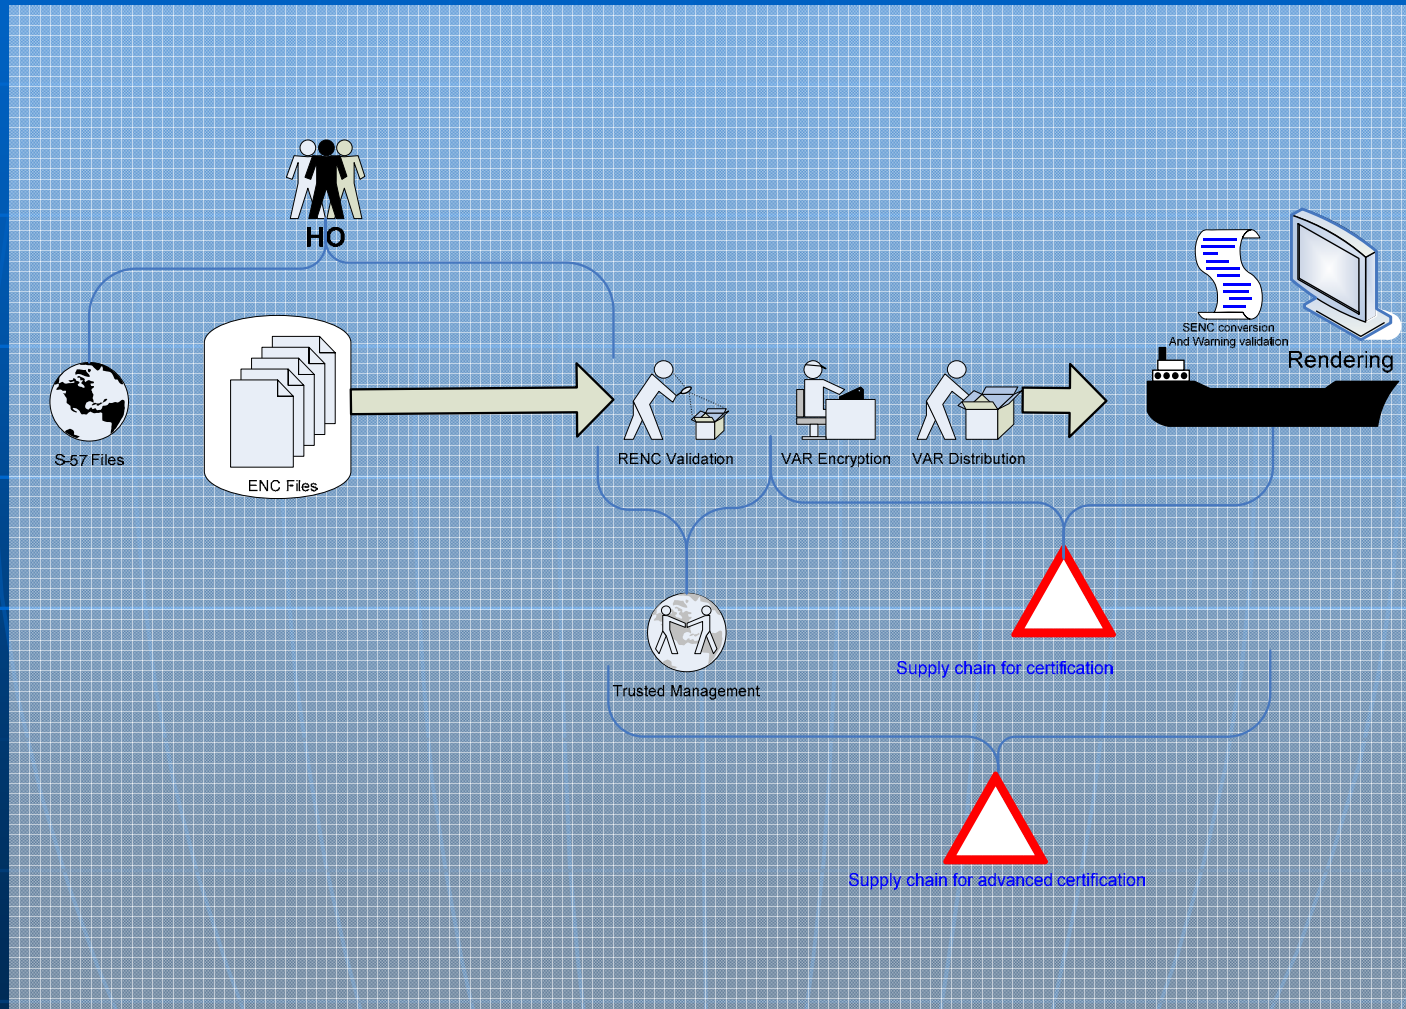 HO
SENC conversion
And Warning validation
Rendering
S-57 Files
ENC Files
RENC Validation
VAR Encryption
VAR Distribution
Supply chain for certification
Trusted Management
Supply chain for advanced certification